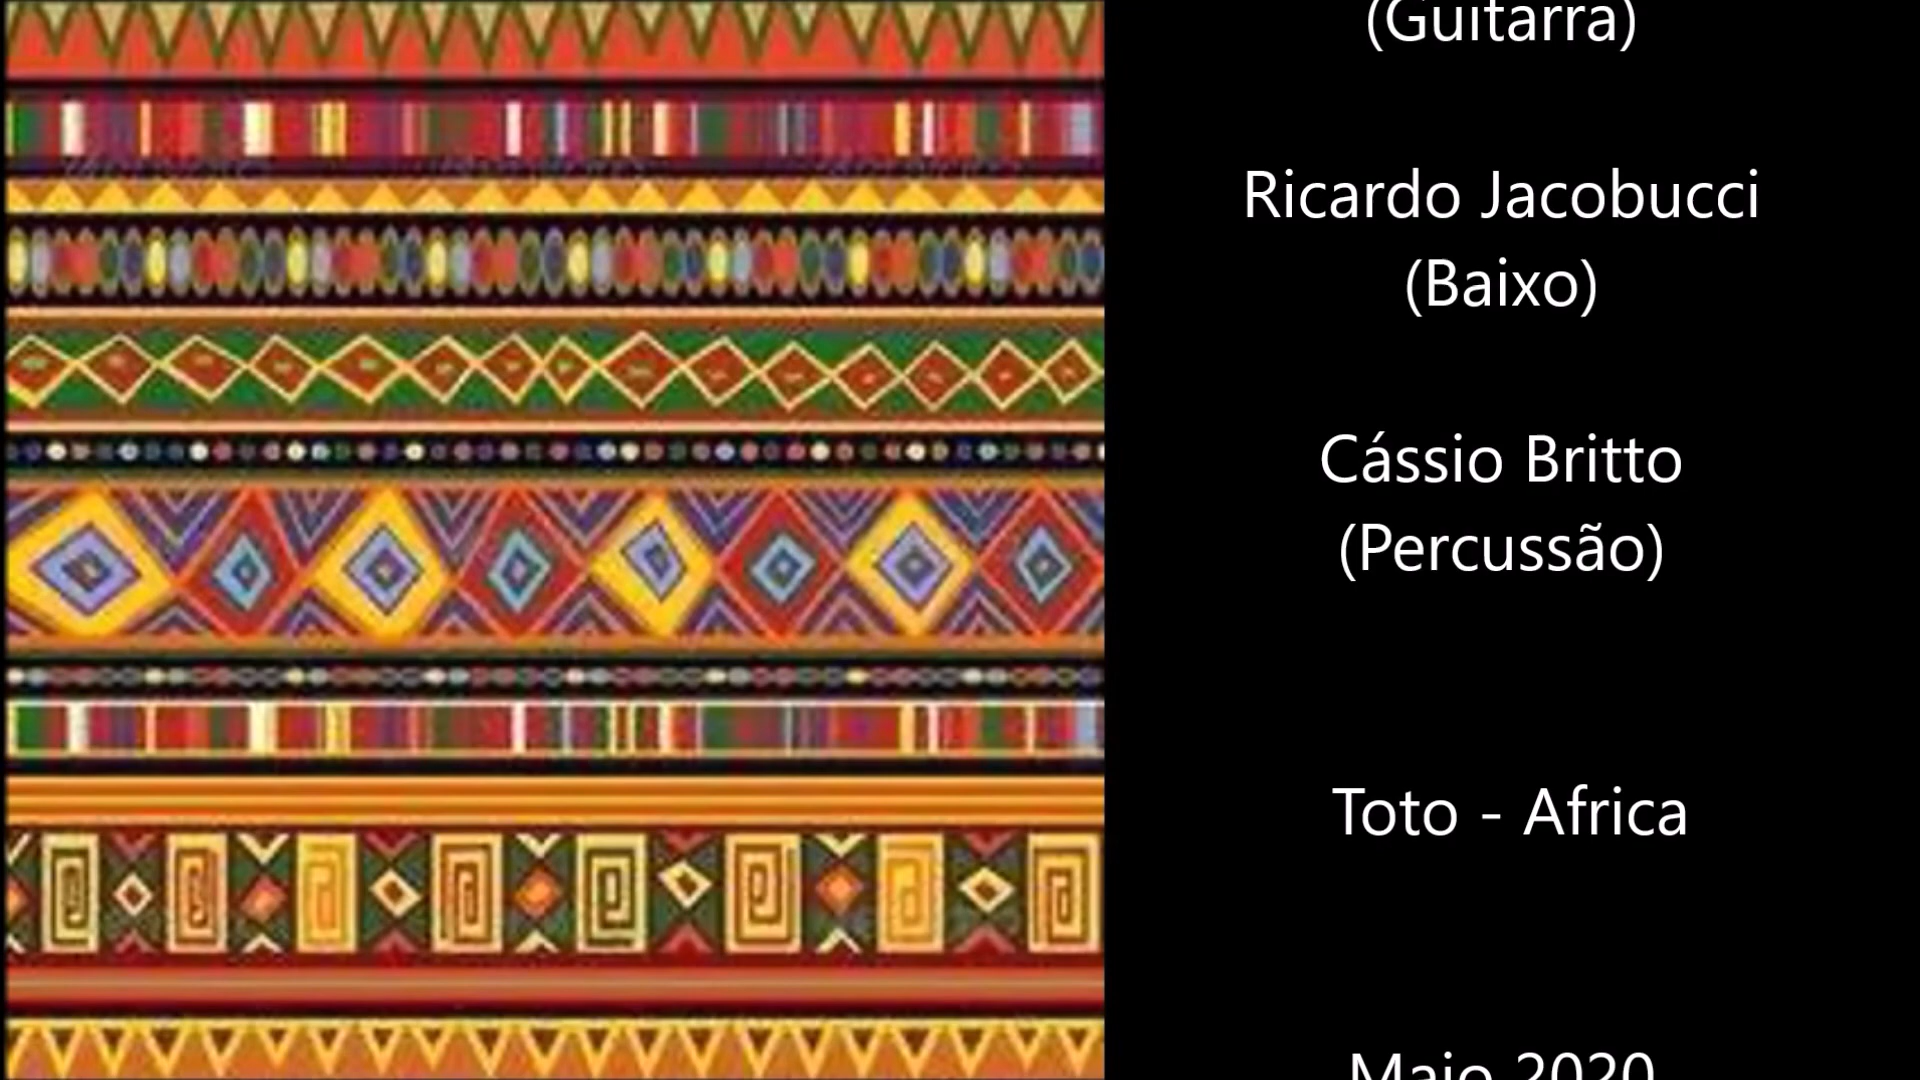 (Guitarra)
Ricardo Jacobucci
(Baixo)
Cássio Britto
(Percussão)
Toto - Africa
Maio 2020